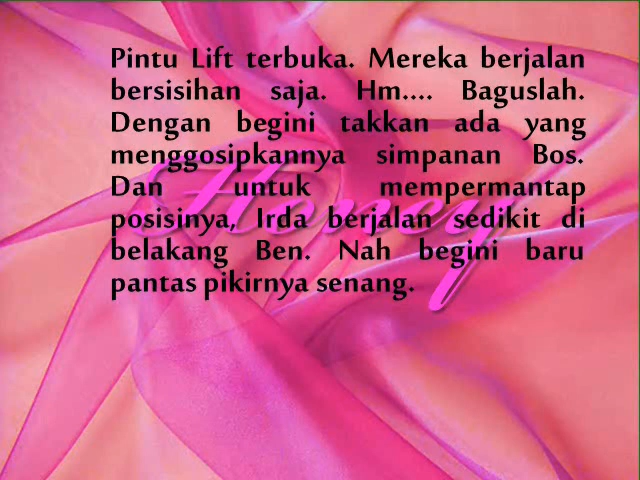 Pintu Lift terbuka. Mereka berjalan
bersisihan saja. Hm.... Baguslah.
Dengan begini takkan ada yang
menggosipkannya simpanan Bos.
Dan untuk mempermantap
posisinya, Irda berjalan sedikit di
belakang Ben. Nah begini baru
pantas pikirnya senang.
Honey